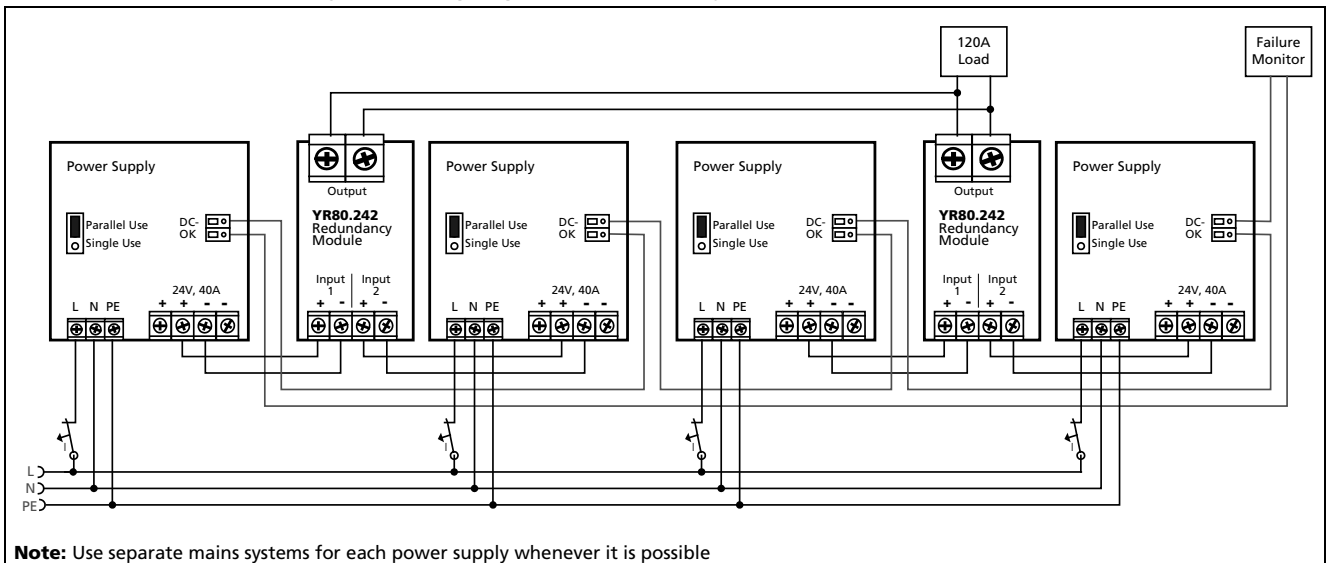 120A
Load
Failure
Monitor
Power Supply
Parallel Use
Single Use
DC-
OK
24V, 40A
+ + - -
L N PE
Output
YR80.242
Redundancy
Module
Input
1
Input
2
+ - + -
Power Supply
Parallel Use
Single Use
DC-
OK
24V, 40A
+ + - -
L N PE
Power Supply
Parallel Use
Single Use
DC-
OK
24V, 40A
+ + - -
L N PE
Output
YR80.242
Redundancy
Module
Input
1
Input
2
+ - + -
Power Supply
Parallel Use
Single Use
DC-
OK
24V, 40A
+ + - -
L N PE
I
I
I
I
L
N
PE
Note: Use separate mains systems for each power supply whenever it is possible